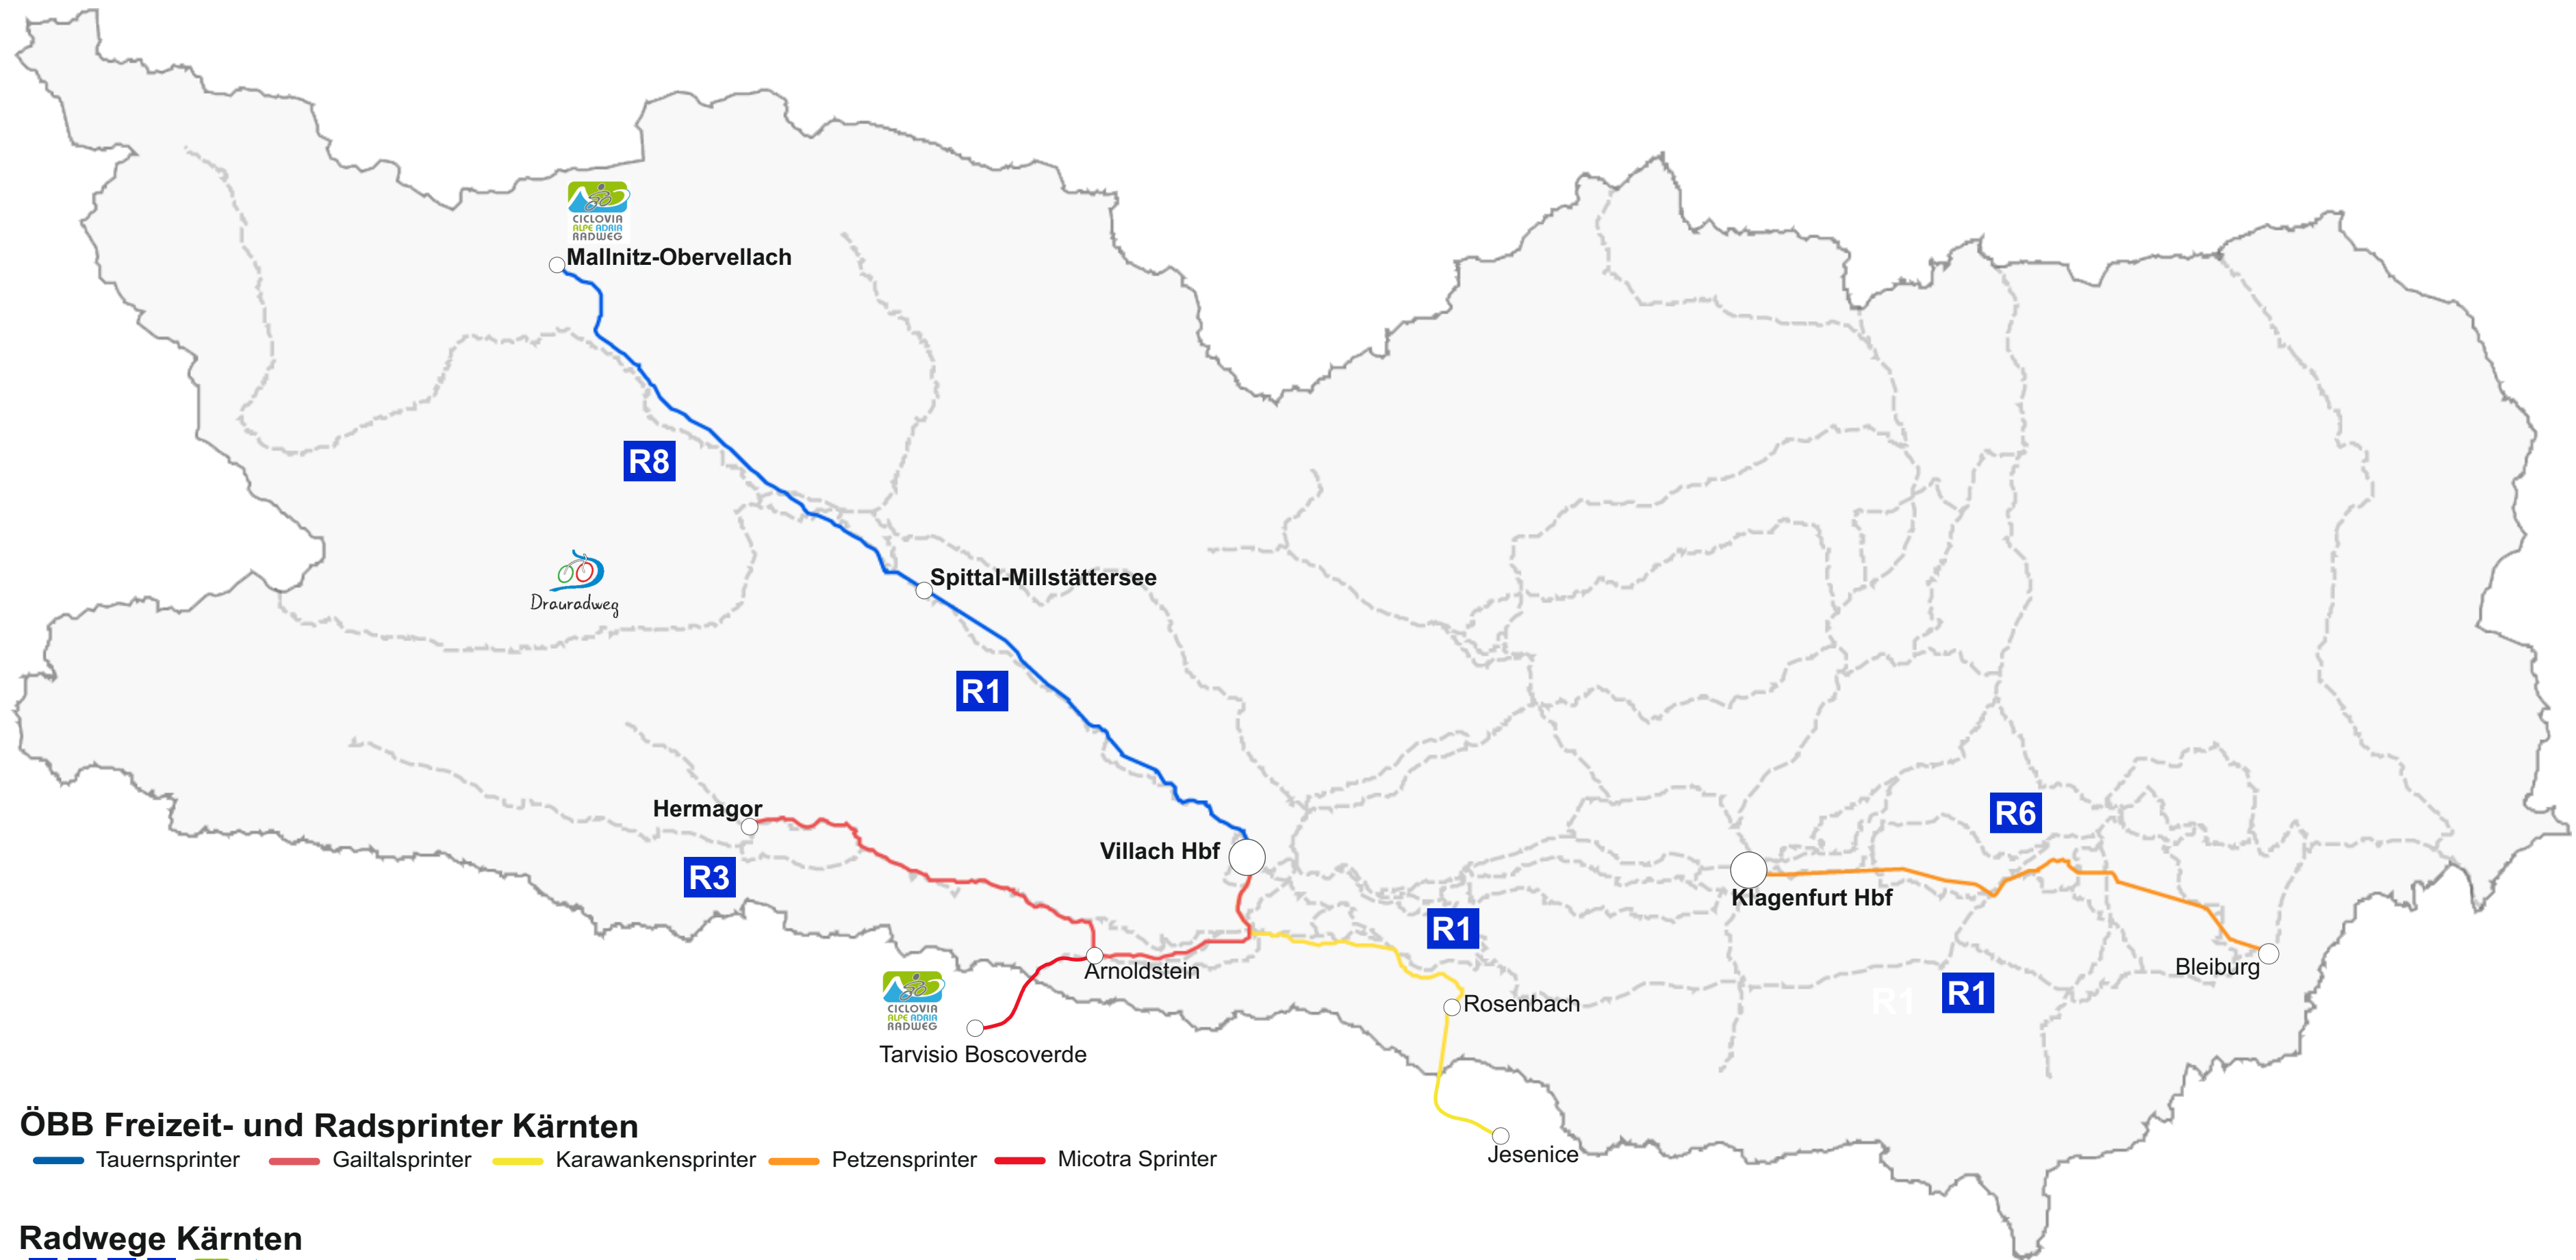 CICLOVIA
ALPE ADRIA
RADWEG
Mallnitz-Obervellach
R8
Drauradweg
Spittal-Millstättersee
R1
Hermagor
R3
Villach Hbf
R6
Klagenfurt Hbf
R1
Arnoldstein
Bleiburg
CICLOVIA
ALPE ADRIA
RADWEG
Rosenbach
R1
R1
Tarvisio Boscoverde
Jesenice
ÖBB Freizeit- und Radsprinter Kärnten
Tauernsprinter Gailtalsprinter Karawankensprinter Petzensprinter Micotra Sprinter
Radwege Kärnten